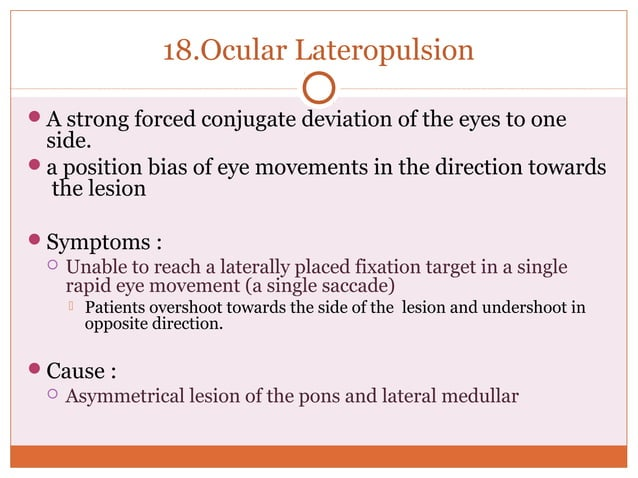 18.Ocular Lateropulsion
A strong forced conjugate deviation of the eyes to one
side.
a position bias of eye movements in the direction towards
the lesion
Symptoms :
Unable to reach a laterally placed fixation target in a single
rapid eye movement (a single saccade)
Patients overshoot towards the side of the lesion and undershoot in
opposite direction.
Cause :
Asymmetrical lesion of the pons and lateral medullar